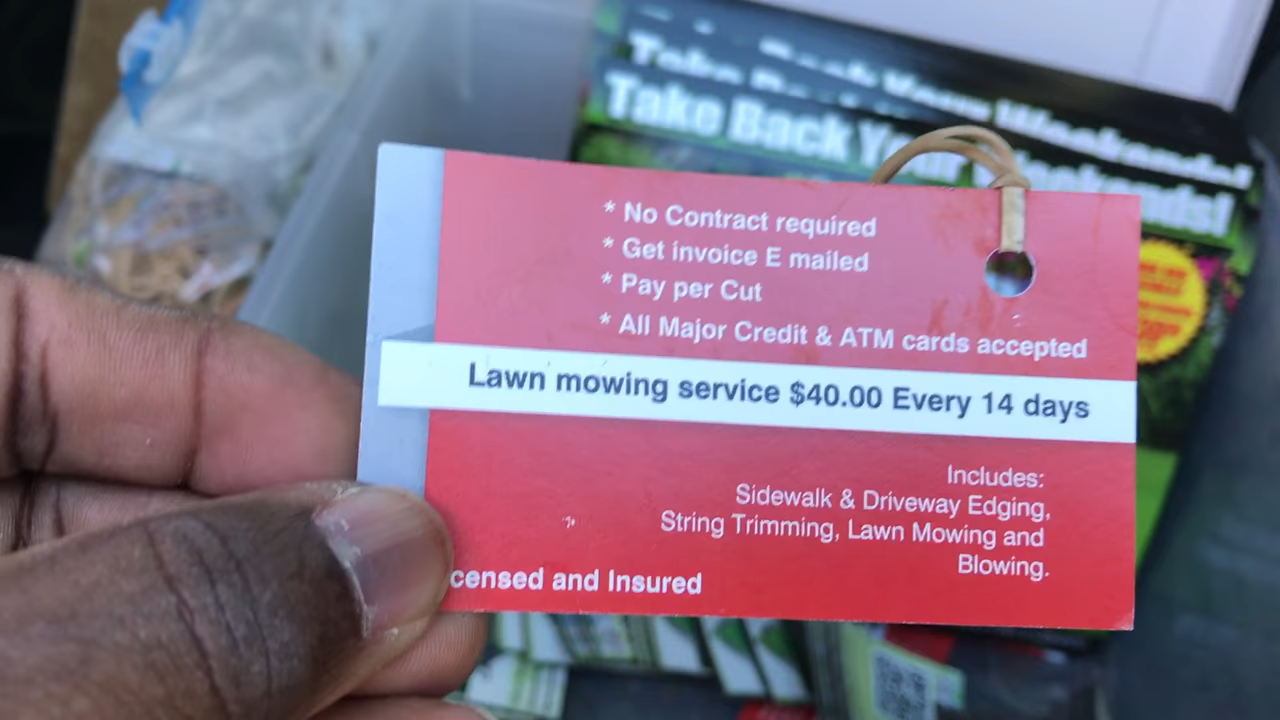 Take Back Your Weekends!
* No Contract required
* Get invoice E mailed
* Pay per Cut
* All Major Credit & ATM cards accepted
Lawn mowing service $40.00 Every 14 days
Includes:
Sidewalk & Driveway Edging,
String Trimming, Lawn Mowing and
Blowing.
censed and Insured